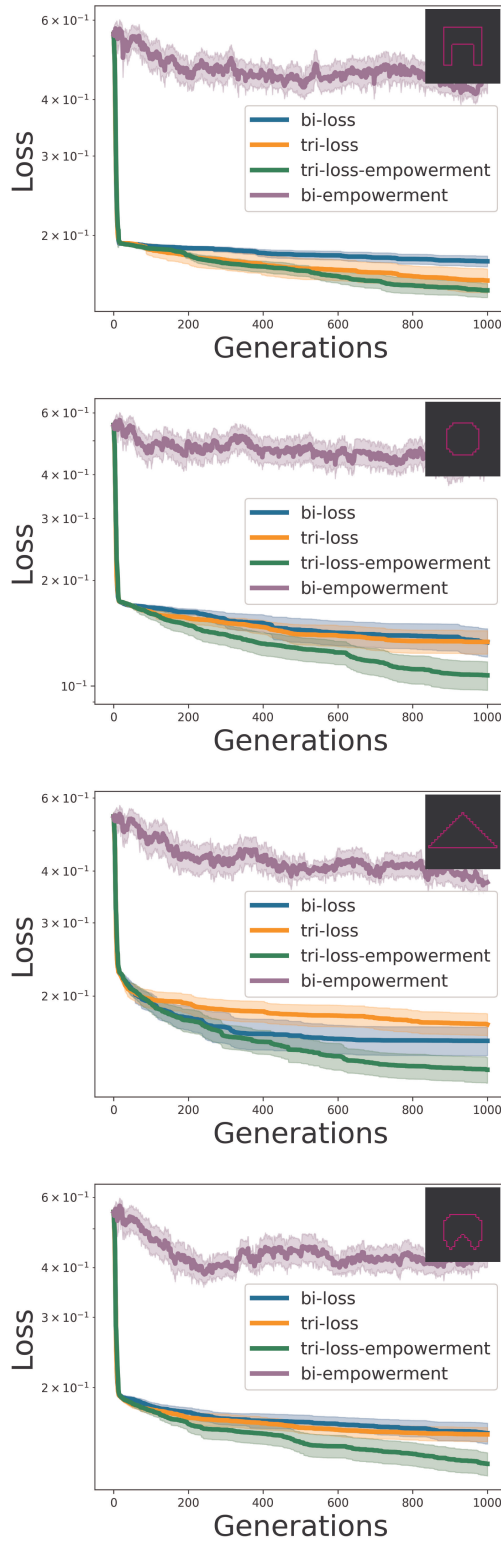 6 × 10⁻¹
4 × 10⁻¹
3 × 10⁻¹
2 × 10⁻¹
Loss
bi-loss
tri-loss
tri-loss-empowerment
bi-empowerment
0 200 400 600 800 1000
Generations
6 × 10⁻¹
4 × 10⁻¹
3 × 10⁻¹
2 × 10⁻¹
10⁻¹
Loss
bi-loss
tri-loss
tri-loss-empowerment
bi-empowerment
0 200 400 600 800 1000
Generations
6 × 10⁻¹
4 × 10⁻¹
3 × 10⁻¹
2 × 10⁻¹
Loss
bi-loss
tri-loss
tri-loss-empowerment
bi-empowerment
0 200 400 600 800 1000
Generations
6 × 10⁻¹
4 × 10⁻¹
3 × 10⁻¹
2 × 10⁻¹
Loss
bi-loss
tri-loss
tri-loss-empowerment
bi-empowerment
0 200 400 600 800 1000
Generations